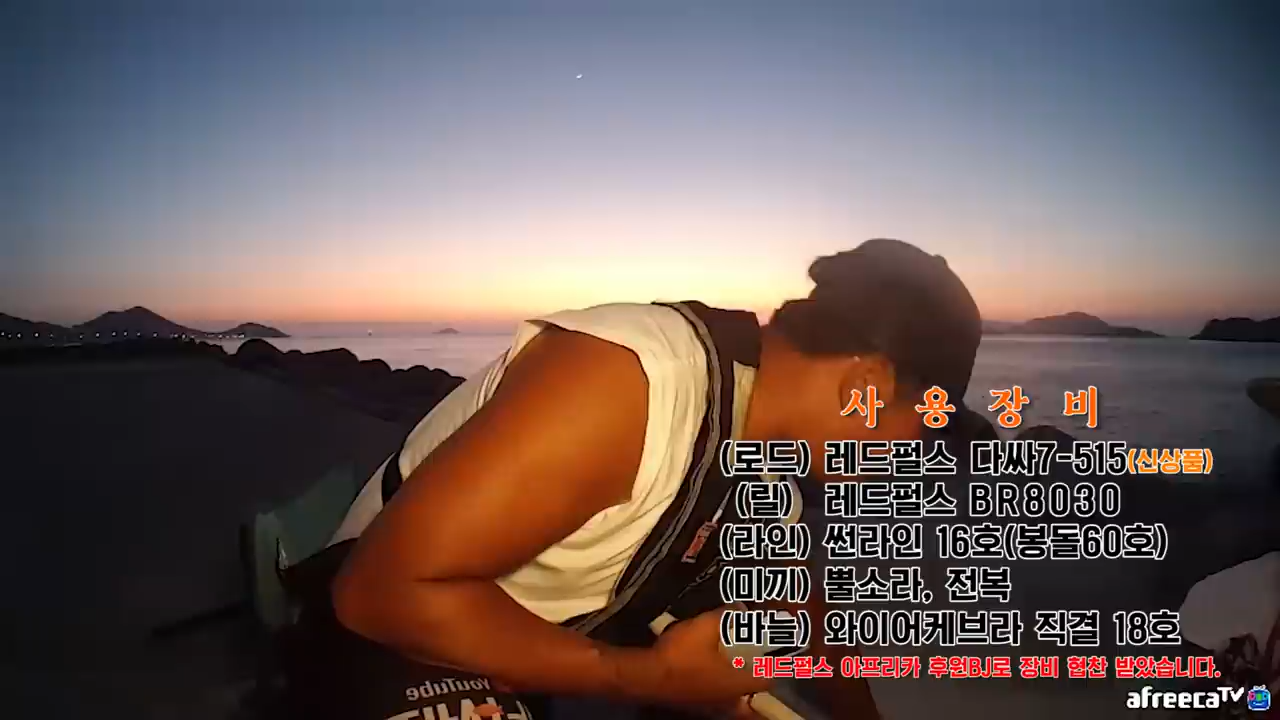 사용장비
(로드) 레드펄스 다싸7-515(신상품)
(릴) 레드펄스 BR8030
(라인) 썬라인 16호(봉돌60호)
(미끼) 뿔소라, 전복
(바늘) 와이어케브라 직결 18호
* 레드펄스 아프리카 후원BJ로 장비 협찬 받았습니다.
afreecaTV
YouTube